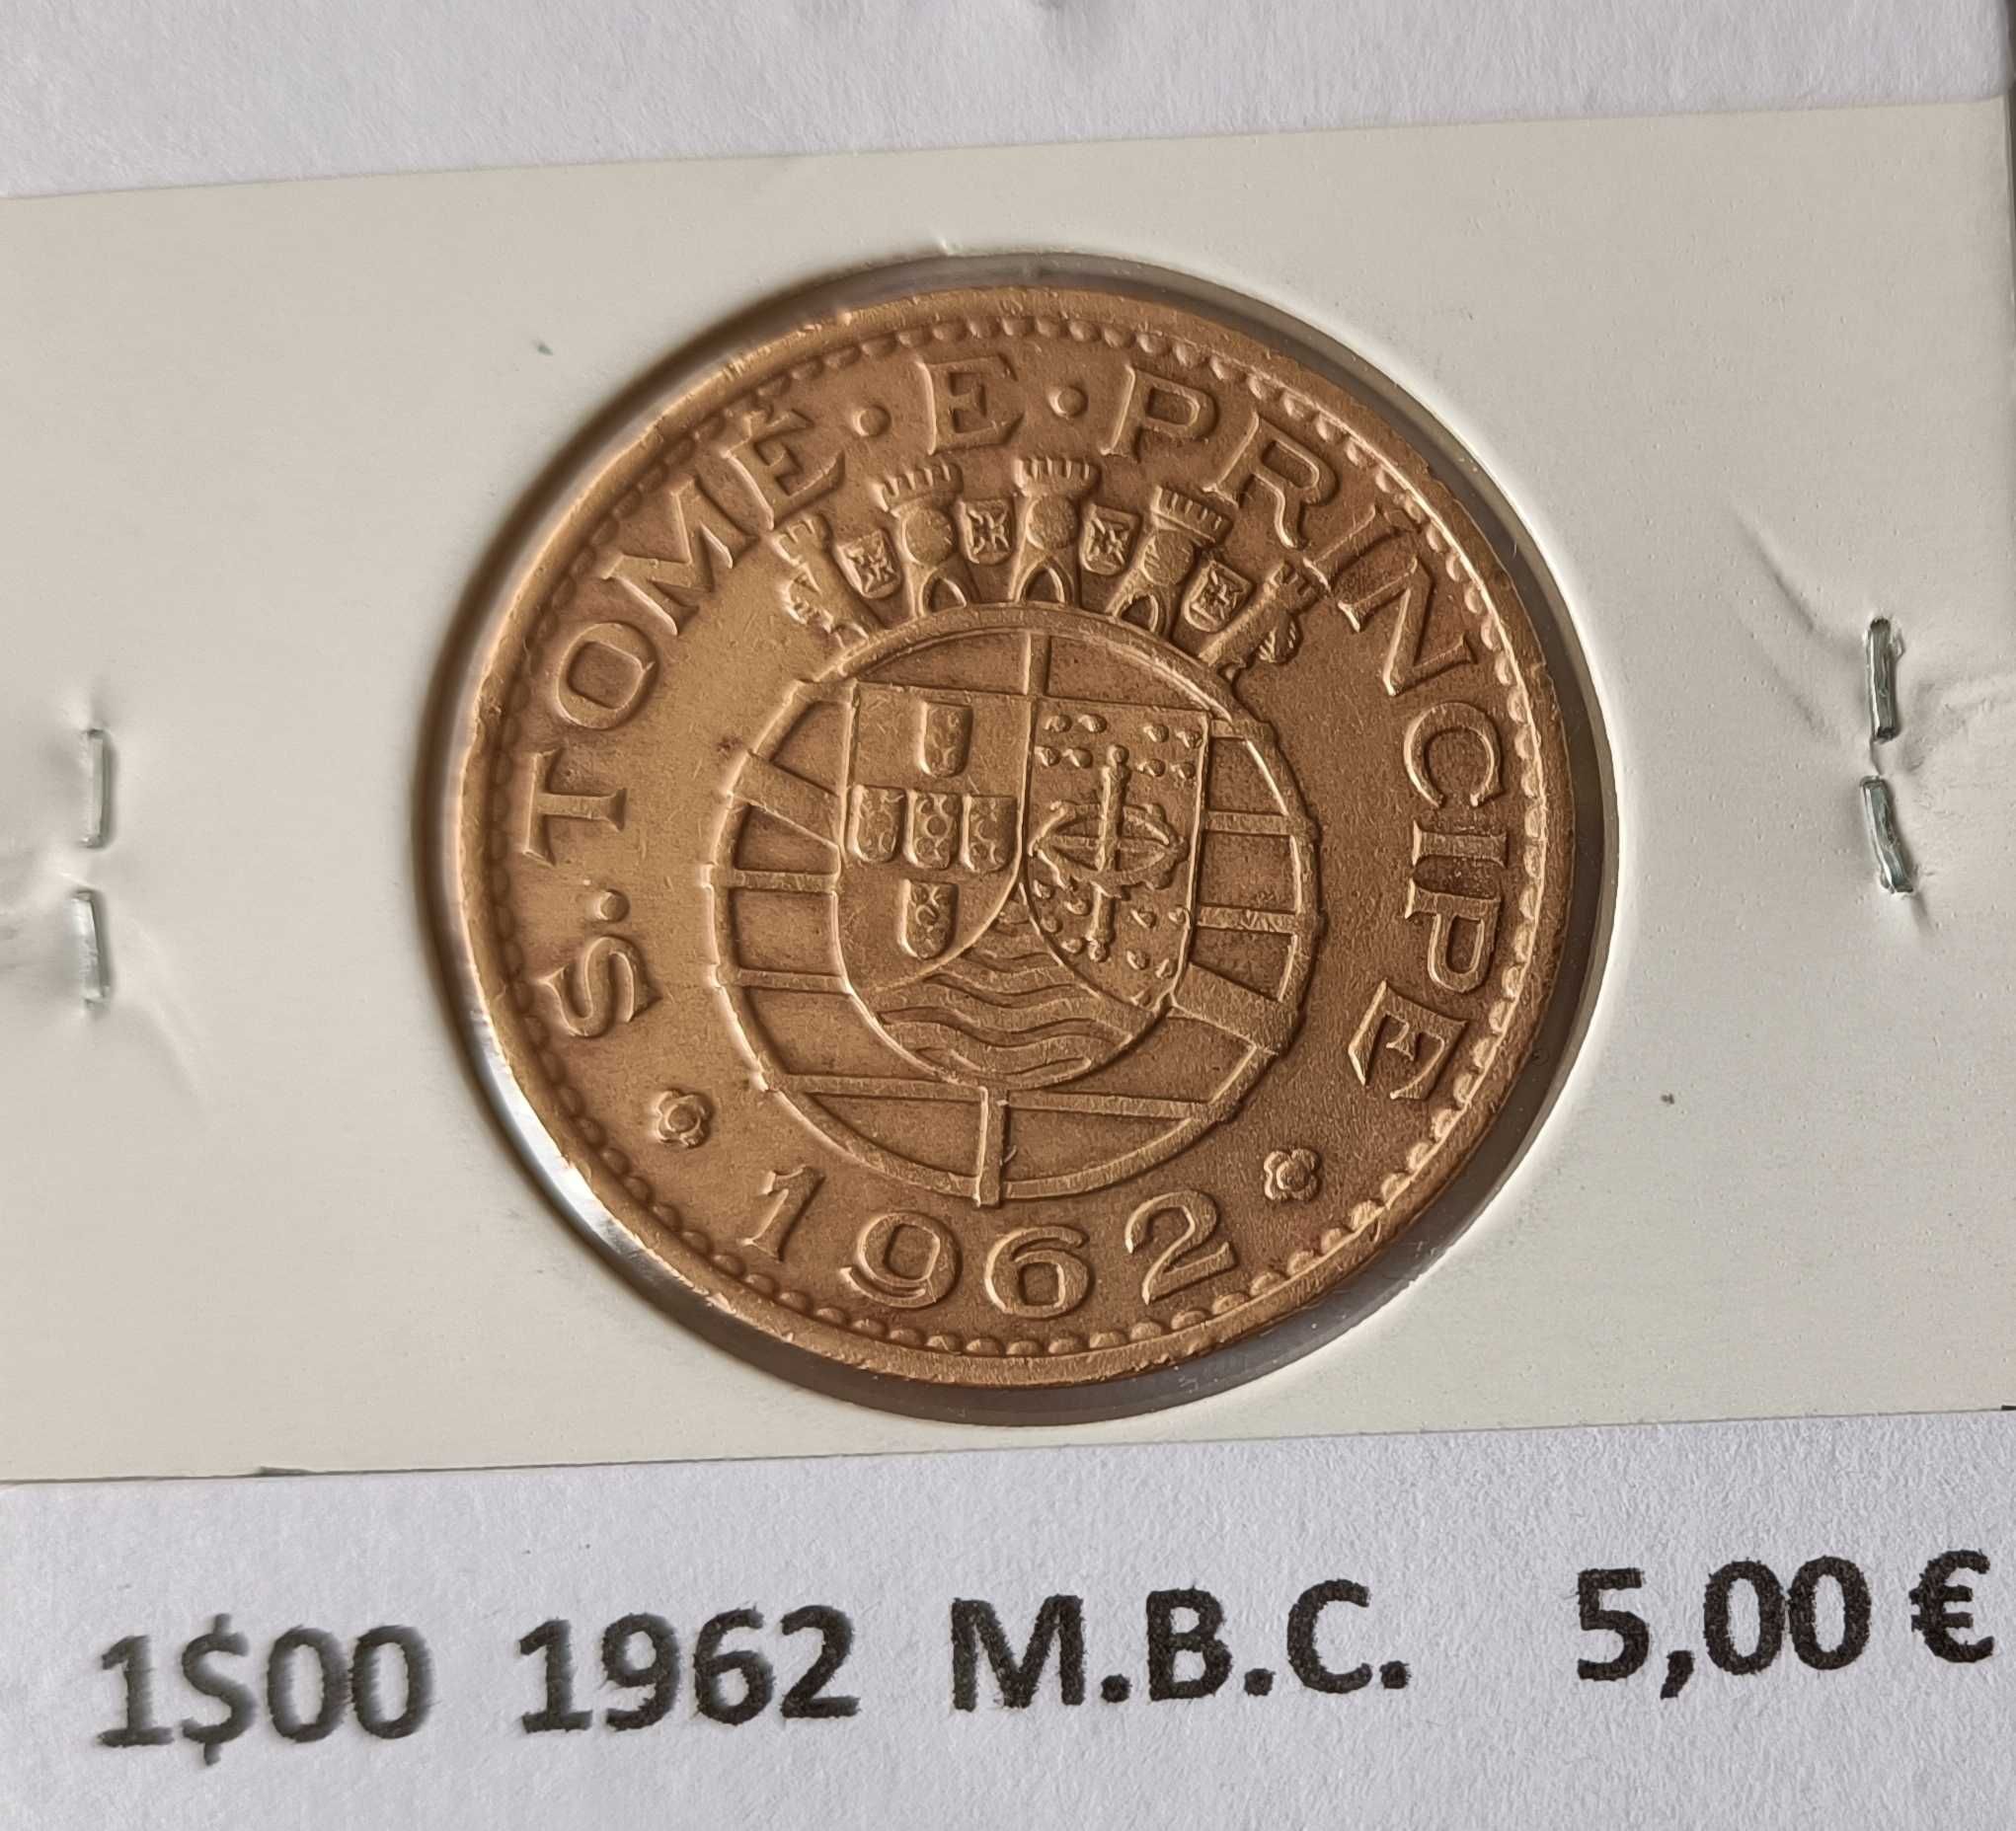 S.TOMÉ·E·PRINCIPE
1962
1$00 1962 M.B.C. 5,00 €